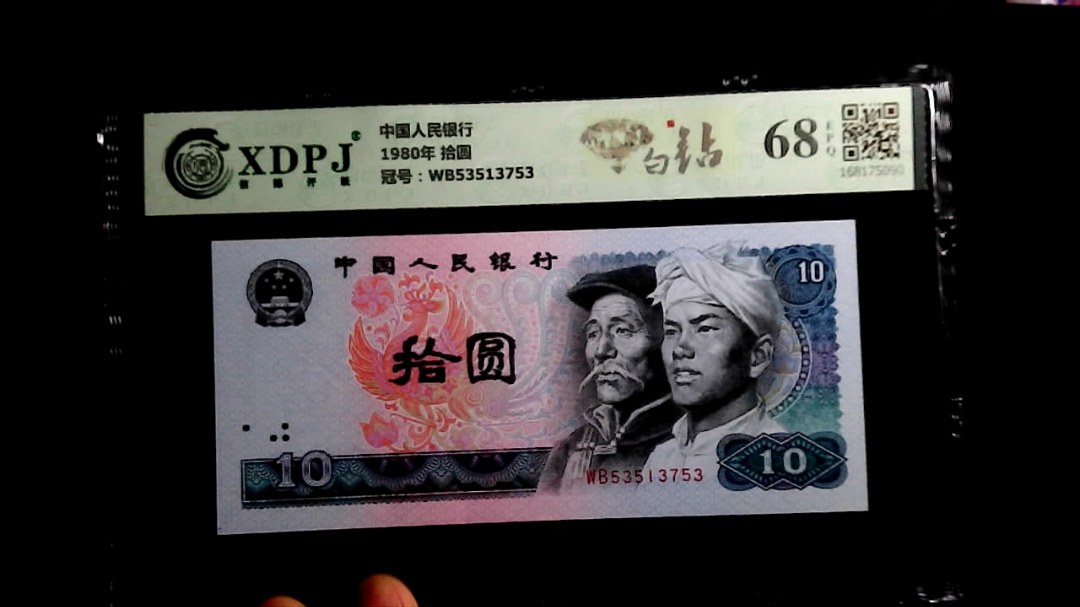 XDPJ
中国人民银行
1980年 拾圆
冠号：WB53513753
白钻
68
EPQ
168175090
中国人民银行
10
拾圆
10
WB53513753
10